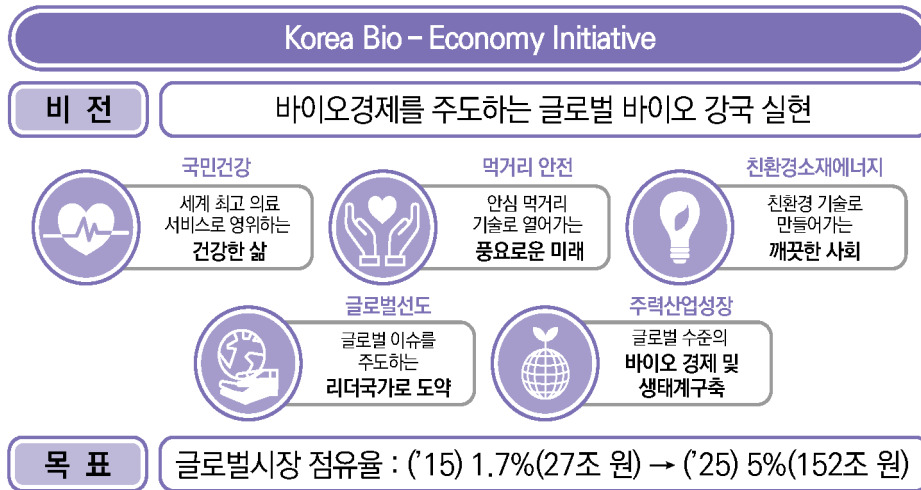 Korea Bio – Economy Initiative
비 전
바이오경제를 주도하는 글로벌 바이오 강국 실현
국민건강
세계 최고 의료
서비스로 영위하는
건강한 삶
먹거리 안전
안심 먹거리
기술로 열어가는
풍요로운 미래
친환경소재에너지
친환경 기술로
만들어가는
깨끗한 사회
글로벌선도
글로벌 이슈를
주도하는
리더국가로 도약
주력산업성장
글로벌 수준의
바이오 경제 및
생태계구축
목 표
글로벌시장 점유율 : (’15) 1.7%(27조 원) → (’25) 5%(152조 원)